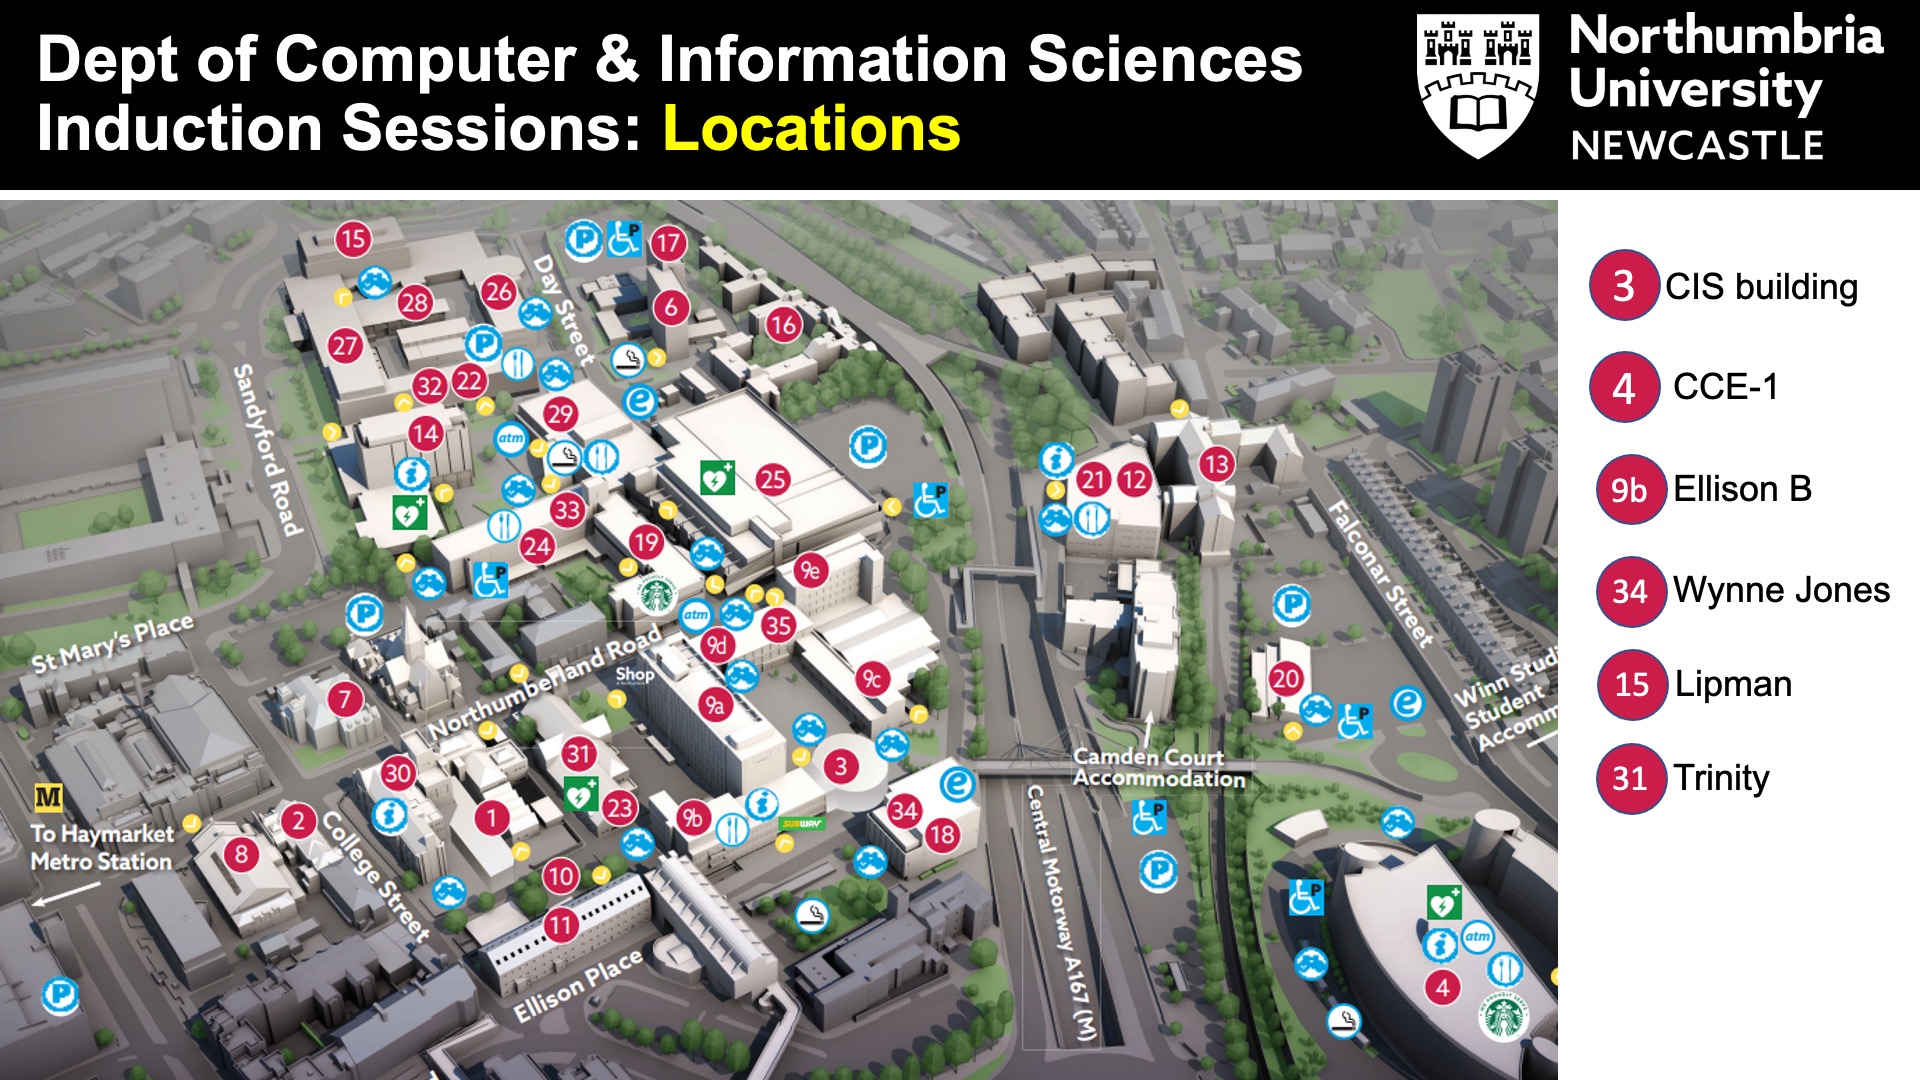 Dept of Computer & Information Sciences
Induction Sessions: Locations
Northumbria
University
NEWCASTLE
15
P
P
17
Day Street
28
26
6
16
27
P
Sandyford Road
32
22
29
e
14
atm
P
i
25
P
i
21
12
13
33
24
19
P
9e
Falconar Street
P
atm
35
P
St Mary's Place
9d
Northumberland Road
Shop
9c
20
7
9a
P
e
Winn Studi
Student
Accomm
31
3
Camden Court
Accommodation
30
e
M
To Haymarket
Metro Station
i
1
23
9b
i
SUBWAY
34
18
P
2
8
College Street
Central Motorway A167 (M)
P
10
11
P
i
atm
4
Ellison Place
P
3 CIS building
4 CCE-1
9b Ellison B
34 Wynne Jones
15 Lipman
31 Trinity